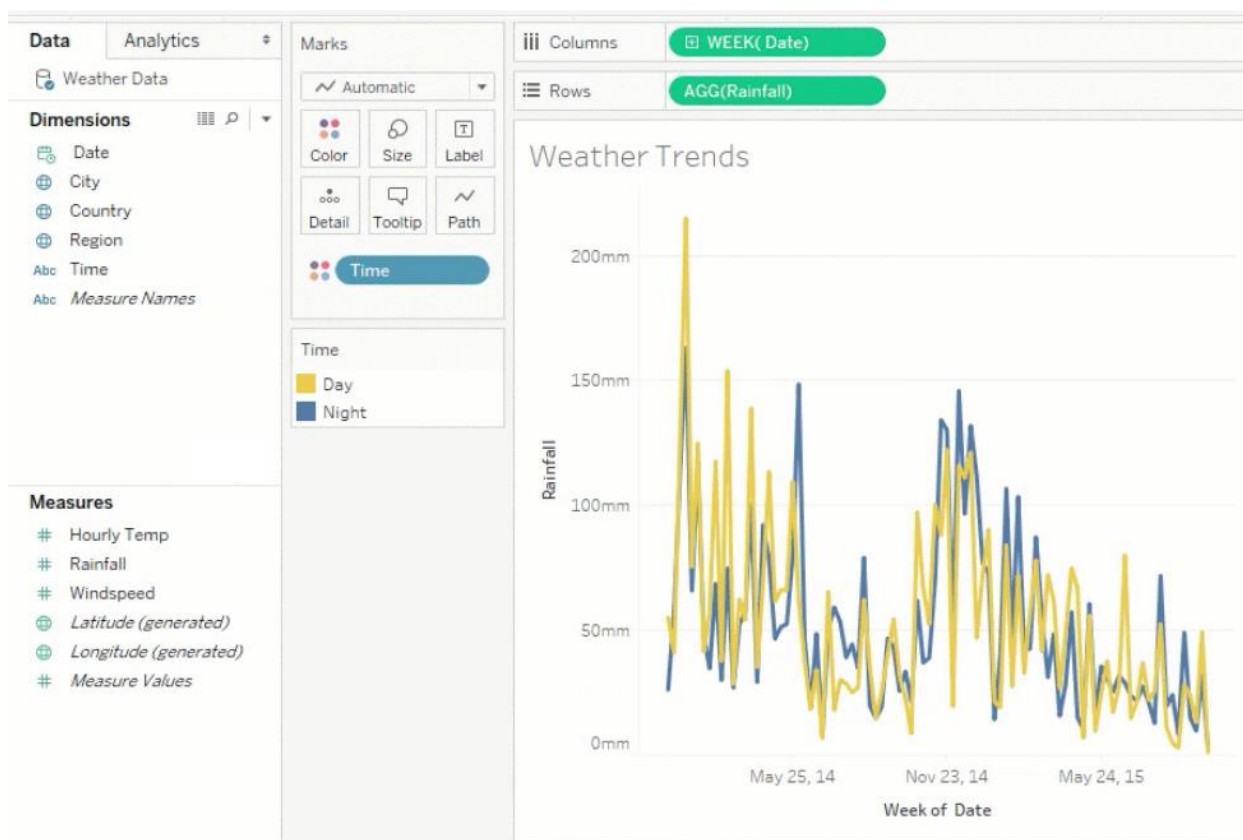 Data
Analytics
Weather Data
Dimensions
Date
City
Country
Region
Abc Time
Abc Measure Names
Measures
# Hourly Temp
# Rainfall
# Windspeed
Latitude (generated)
Longitude (generated)
# Measure Values
Marks
Automatic
Color
Size
T
Label
Detail
Tooltip
Path
Time
Time
Day
Night
Columns
WEEK( Date)
Rows
AGG(Rainfall)
Weather Trends
200mm
150mm
100mm
50mm
0mm
Rainfall
May 25, 14
Nov 23, 14
May 24, 15
Week of Date